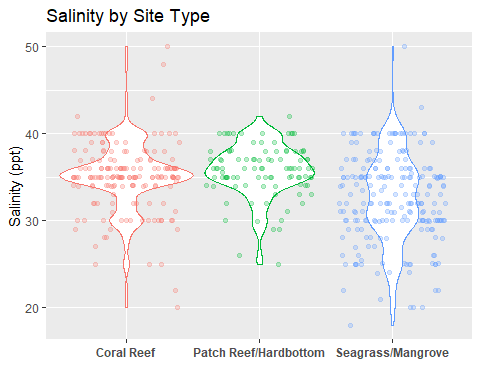 Salinity by Site Type
Salinity (ppt)
50
40
30
20
Coral Reef Patch Reef/Hardbottom Seagrass/Mangrove